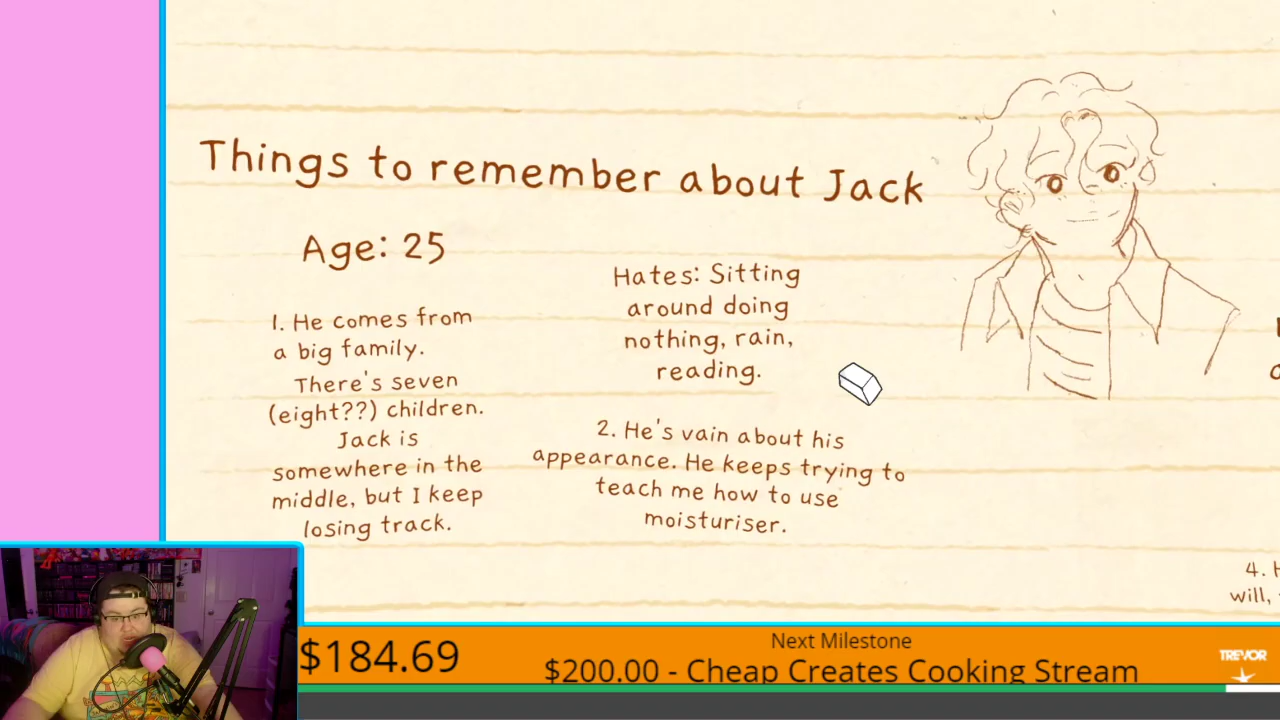 Things to remember about Jack
Age: 25
1. He comes from
a big family.
There's seven
(eight??) children.
Jack is
somewhere in the
middle, but I keep
losing track.
Hates: Sitting
around doing
nothing, rain,
reading.
2. He's vain about his
appearance. He keeps trying to
teach me how to use
moisturiser.
4.
will,
$184.69
Next Milestone
$200.00 - Cheap Creates Cooking Stream
TREVOR